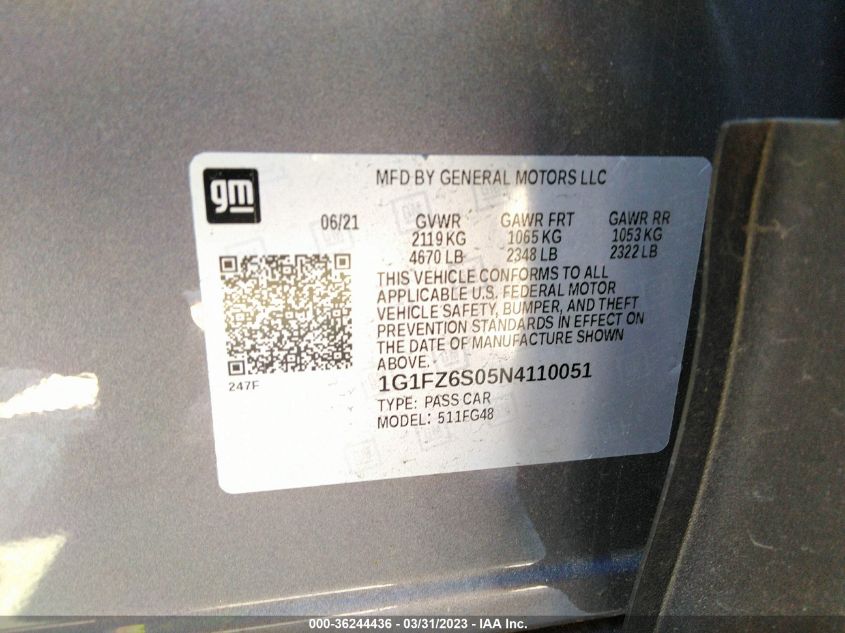 gm
MFD BY GENERAL MOTORS LLC
06/21 GVWR GAWR FRT GAWR RR
2119 KG 1065 KG 1053 KG
4670 LB 2348 LB 2322 LB
THIS VEHICLE CONFORMS TO ALL
APPLICABLE U.S. FEDERAL MOTOR
VEHICLE SAFETY, BUMPER, AND THEFT
PREVENTION STANDARDS IN EFFECT ON
THE DATE OF MANUFACTURE SHOWN
ABOVE.
247F
1G1FZ6S05N4110051
TYPE: PASS CAR
MODEL: 511FG48
000-36244436 - 03/31/2023 - IAA Inc.